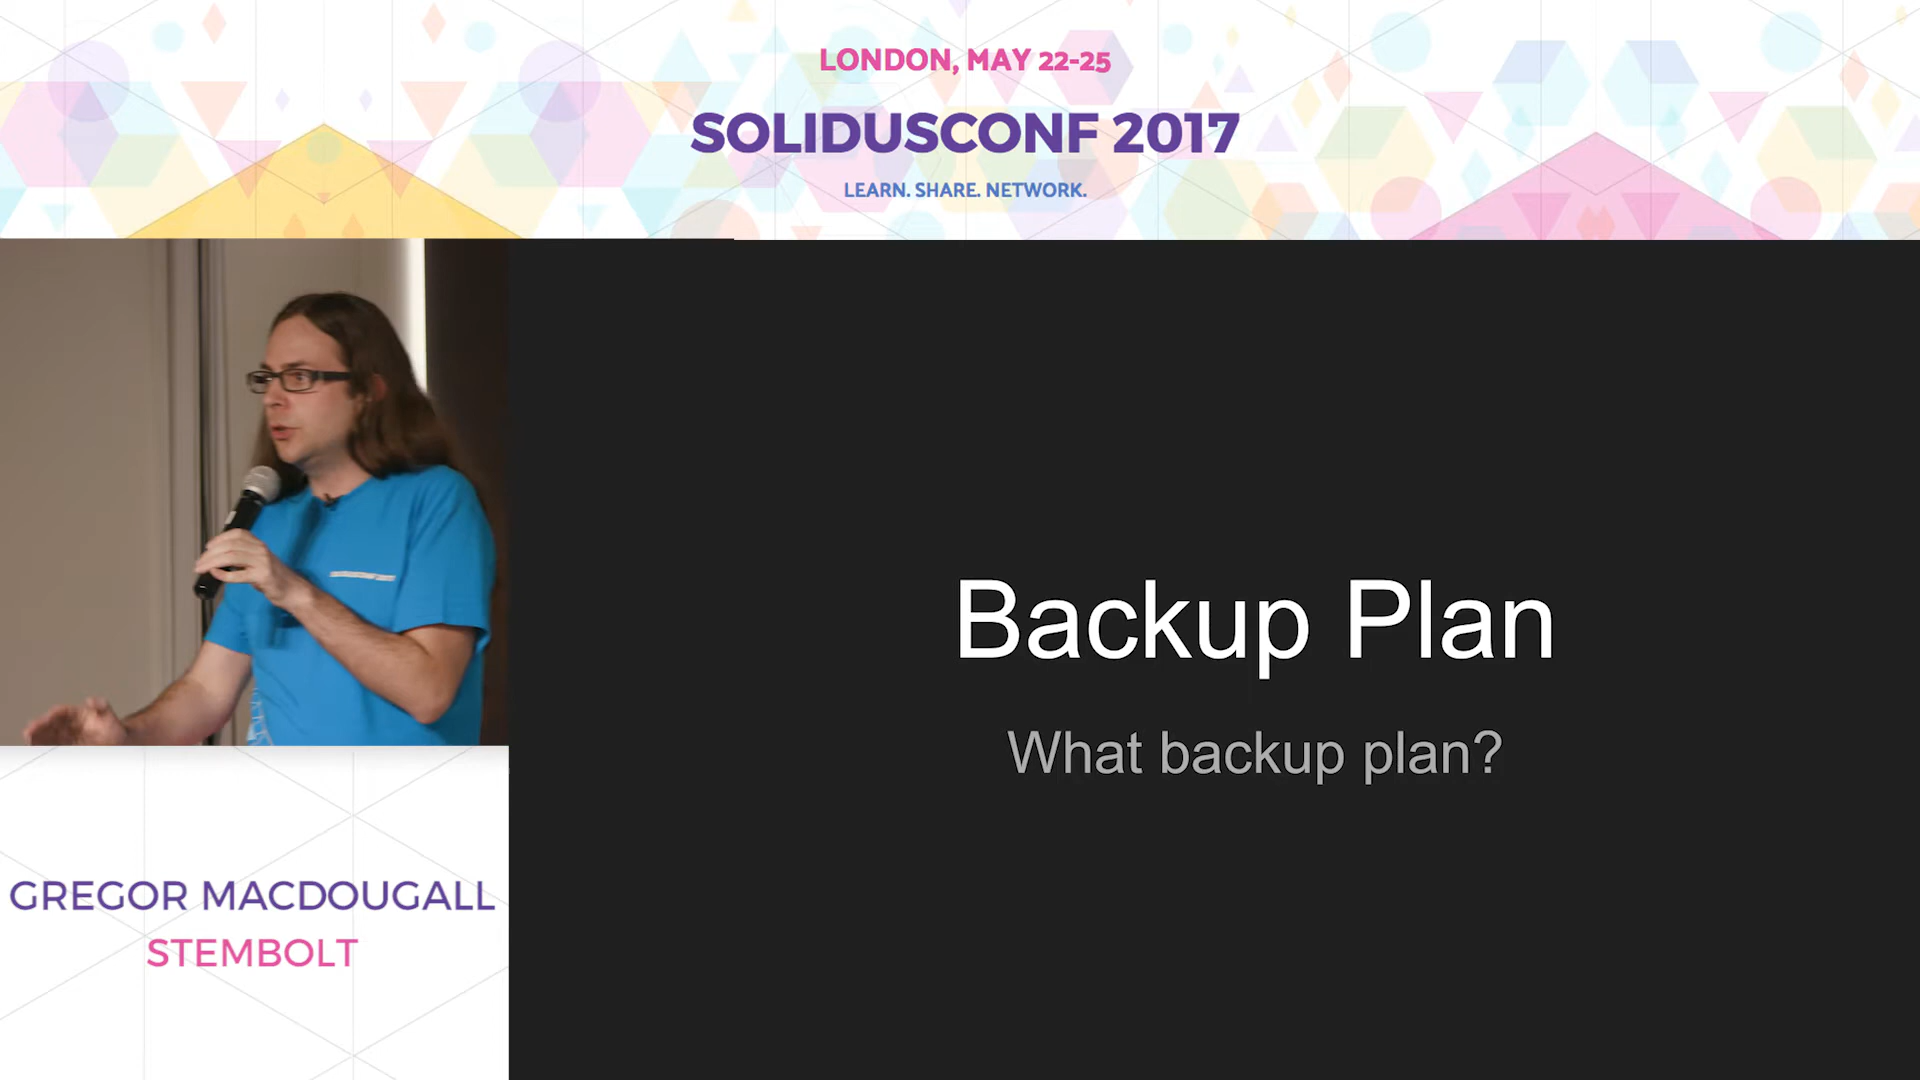 LONDON, MAY 22-25
SOLIDUSCONF 2017
LEARN. SHARE. NETWORK.
Backup Plan
What backup plan?
GREGOR MACDOUGALL
STEMBOLT